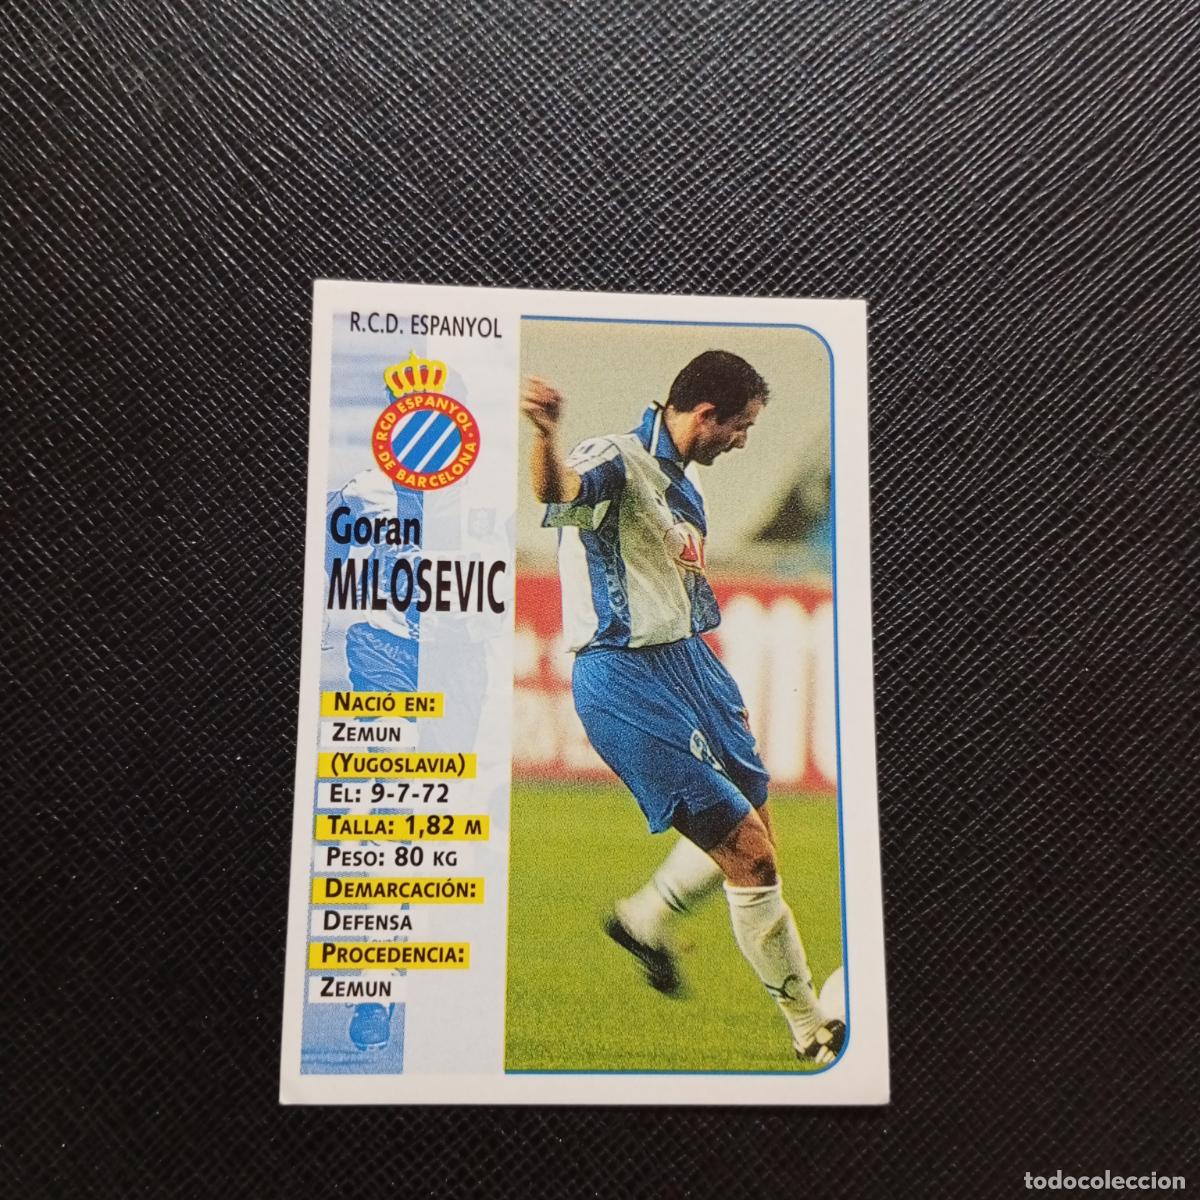 R.C.D. ESPANYOL
RCD ESPANYOL
DE BARCELONA
Goran
MILOSEVIC
NACIÓ EN:
ZEMUN
(YUGOSLAVIA)
EL: 9-7-72
TALLA: 1,82 M
PESO: 80 KG
DEMARCACIÓN:
DEFENSA
PROCEDENCIA:
ZEMUN
todocoleccion